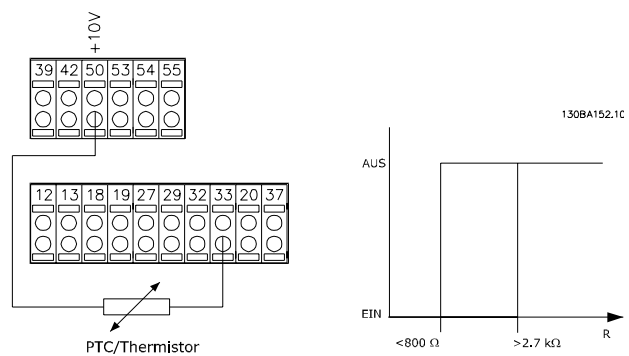 +10V
39 42 50 53 54 55
130BA152.10
12 13 18 19 27 29 32 33 20 37
PTC/Thermistor
AUS
EIN
<800 Ω
>2.7 kΩ
R